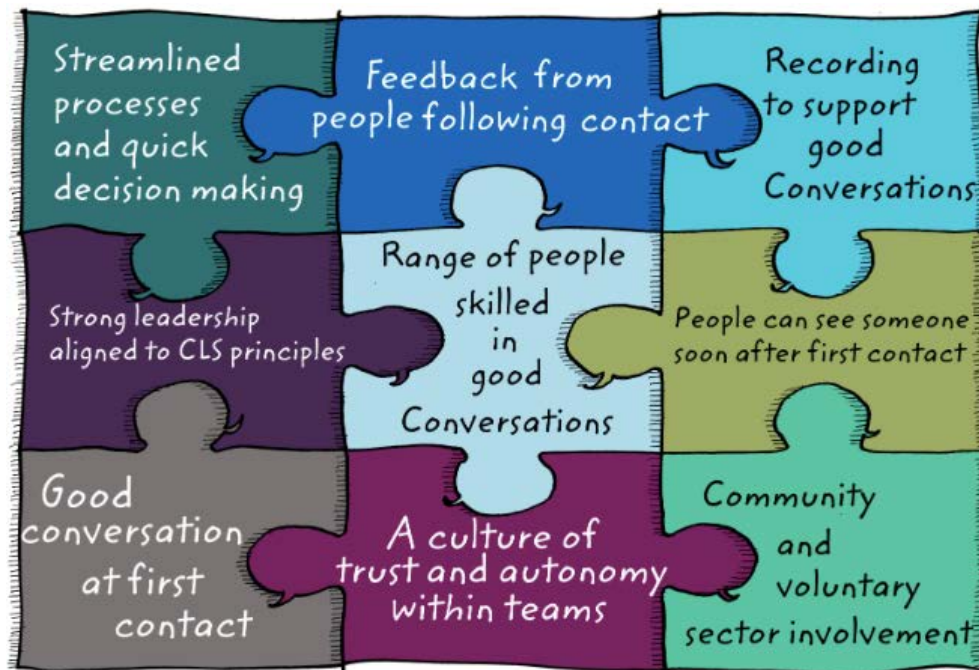 Streamlined
processes
and quick
decision making
Feedback from
people following contact
Recording
to support
good
Conversations
Strong leadership
aligned to CLS principles
Range of people
skilled
in
good
Conversations
People can see someone
soon after first contact
Good
conversation
at first
contact
A culture of
trust and autonomy
within teams
Community
and
voluntary
sector involvement